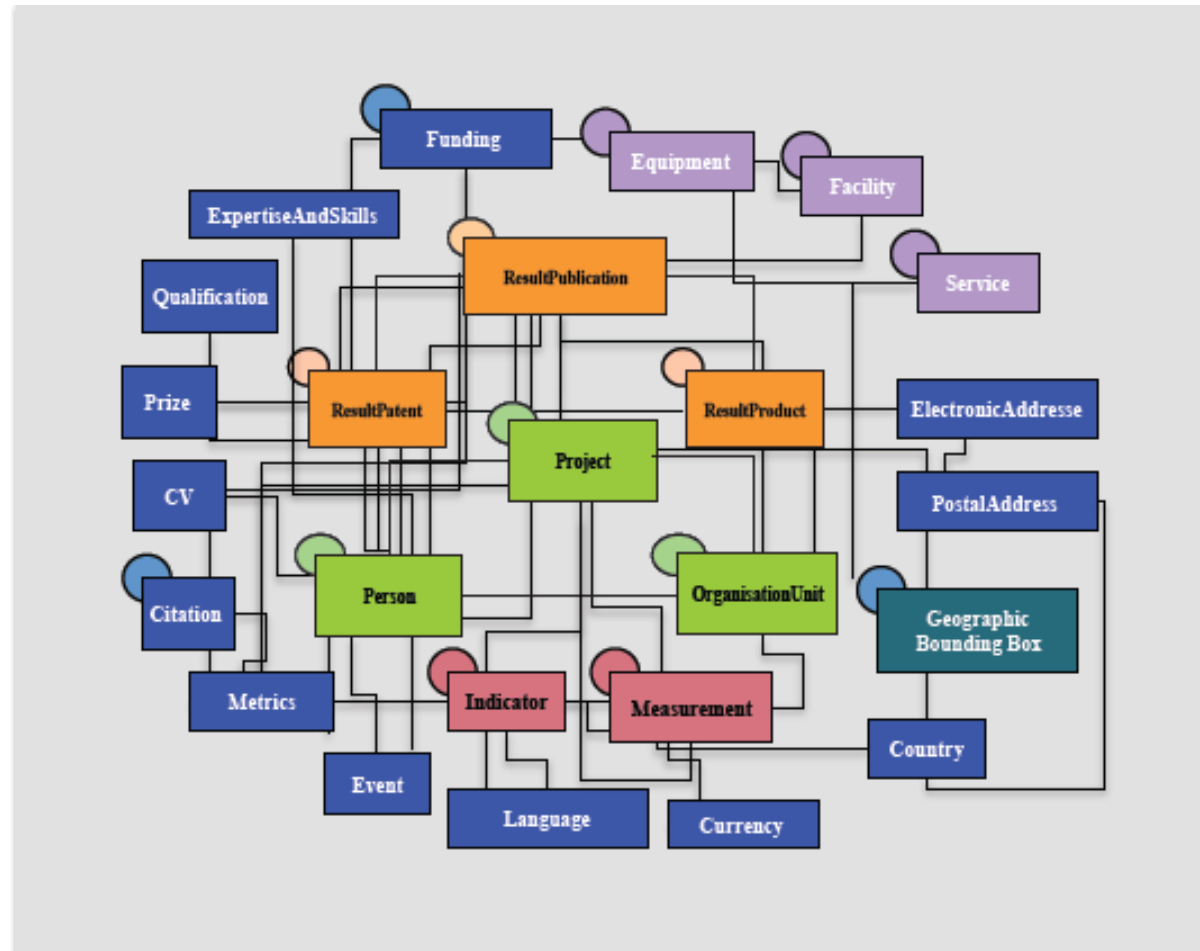 Funding
Equipment
Facility
ExpertiseAndSkills
ResultPublication
Service
Qualification
Prize
ResultPatent
ResultProduct
ElectronicAddresse
Project
CV
PostalAddress
Person
OrganisationUnit
Citation
Geographic
Bounding Box
Metrics
Indicator
Measurement
Country
Event
Language
Currency